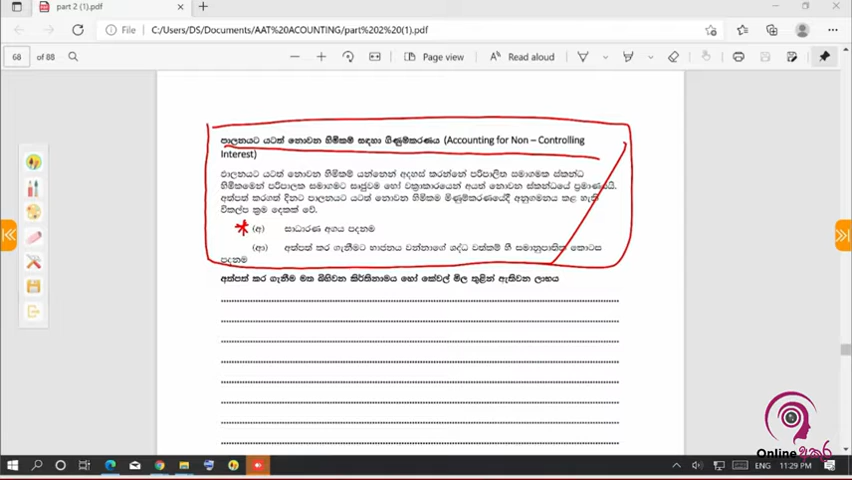 part 2 (1).pdf
File
C:/Users/DS/Documents/AAT%20ACOUNTING/part%202%20(1).pdf
68 of 88
Page view
Read aloud
පාලනයට යටත් නොවන හිමිකම් සඳහා ගිණුම්කරණය (Accounting for Non – Controlling
Interest)
පාලනයට යටත් නොවන හිමිකම් යන්නෙන් අදහස් කරන්නේ පරිපාලිත සමාගමක ස්කන්ධ
හිමිකමෙන් පරිපාලක සමාගමට සෘජුවම හෝ වක්‍රාකාරයෙන් අයත් නොවන ස්කන්ධයේ ප්‍රමාණයයි.
අත්පත් කරගත් දිනට පාලනයට යටත් නොවන හිමිකම මිණුම්කරණයේදී අනුගමනය කළ හැකි
විකල්ප ක්‍රම දෙකක් වේ.
(අ) සාධාරණ අගය පදනම
(ආ) අත්පත් කර ගැනීමට භාජනය වන්නාගේ ශුද්ධ වත්කම් හී සමානුපාතික කොටස
පදනම
අත්පත් කර ගැනීම මත බිහිවන කීර්තිනාමය හෝ කේවල් මිල තුළින් ඇතිවන ලාභය
ENG
11:29 PM
Online අකුර